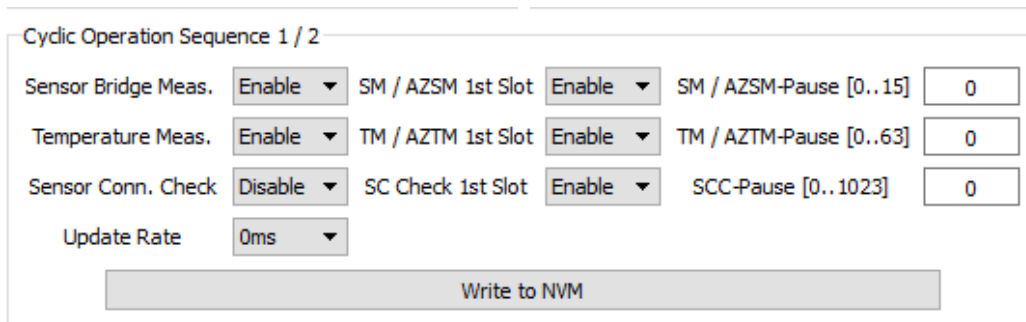 Cyclic Operation Sequence 1 / 2
Sensor Bridge Meas. Enable SM / AZSM 1st Slot Enable SM / AZSM-Pause [0..15] 0
Temperature Meas. Enable TM / AZTM 1st Slot Enable TM / AZTM-Pause [0..63] 0
Sensor Conn. Check Disable SC Check 1st Slot Enable SCC-Pause [0..1023] 0
Update Rate 0ms
Write to NVM